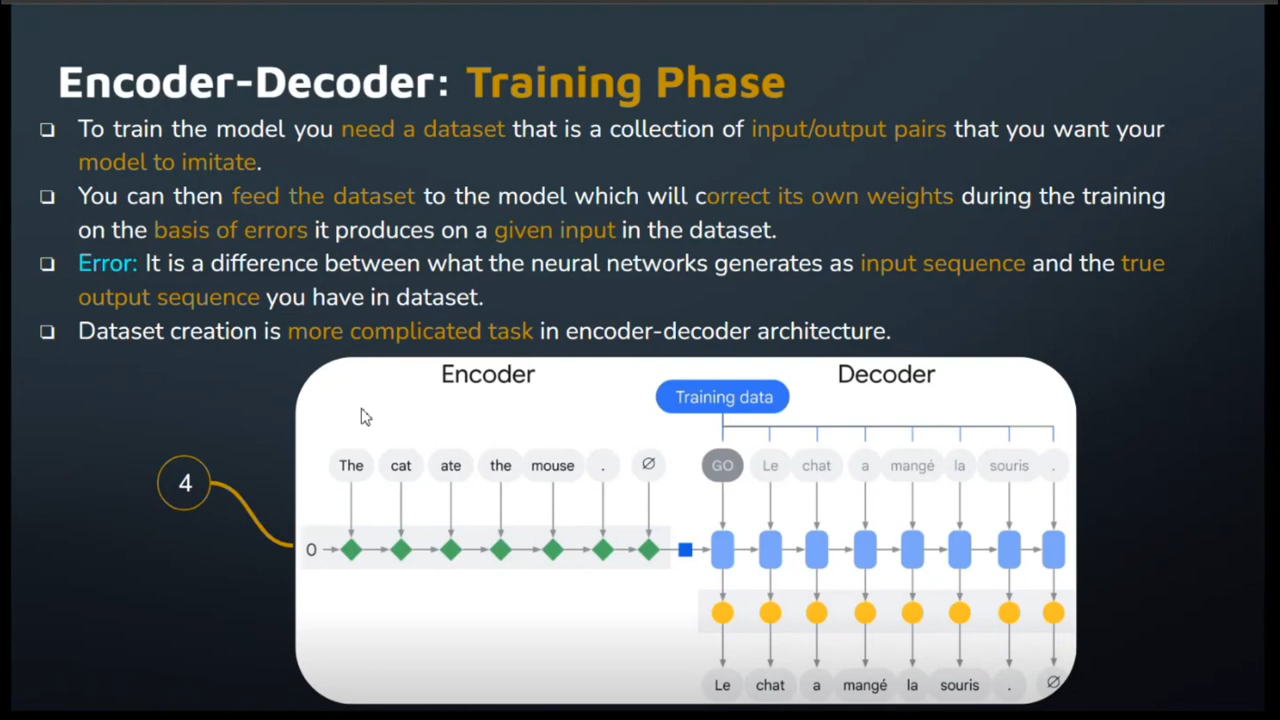 Encoder-Decoder: Training Phase
❏ To train the model you need a dataset that is a collection of input/output pairs that you want your
model to imitate.
❏ You can then feed the dataset to the model which will correct its own weights during the training
on the basis of errors it produces on a given input in the dataset.
❏ Error: It is a difference between what the neural networks generates as input sequence and the true
output sequence you have in dataset.
❏ Dataset creation is more complicated task in encoder-decoder architecture.
Encoder
Decoder
Training data
The cat ate the mouse . ∅
GO Le chat a mangé la souris .
4
0
Le chat a mangé la souris . ∅